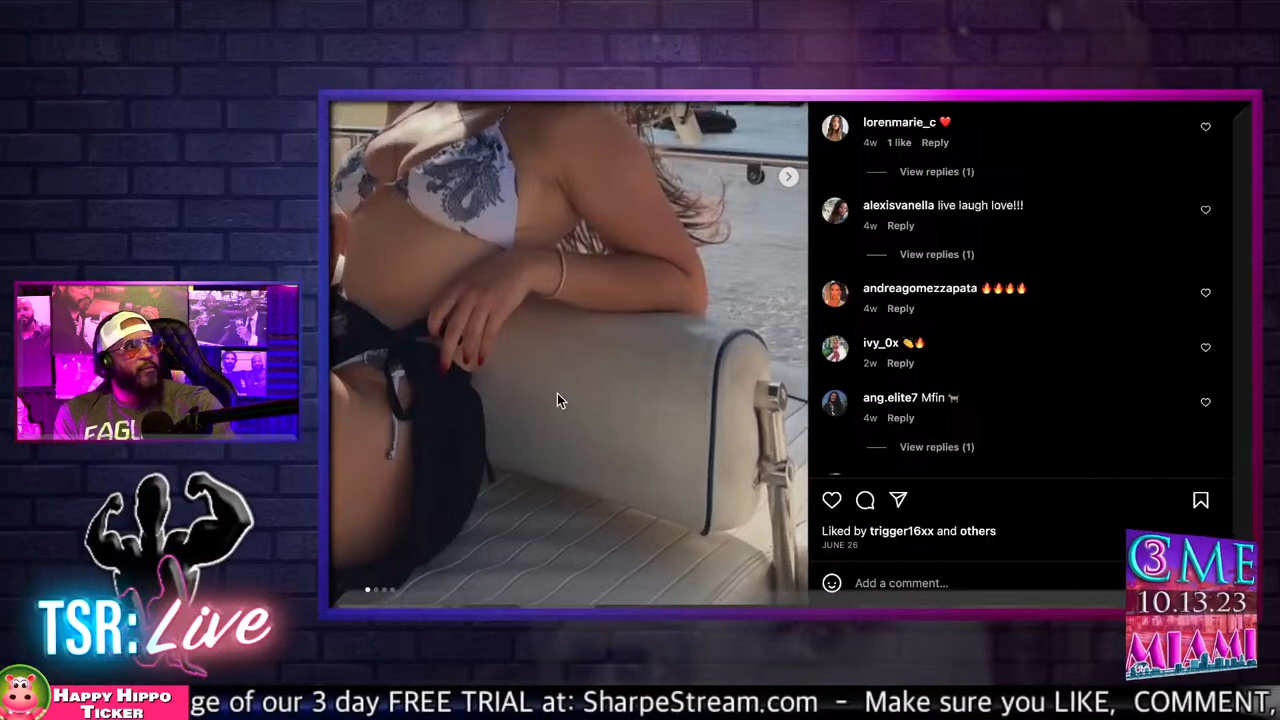 lorenmarie_c ❤️
4w 1 like Reply
View replies (1)
alexisvanella live laugh love!!!
4w Reply
View replies (1)
andreagomezzapata 🔥🔥🔥🔥
4w Reply
ivy_0x 👏🔥
2w Reply
ang.elite7 Mfin 🐐
4w Reply
View replies (1)
Liked by trigger16xx and others
JUNE 26
Add a comment...
EAGL
TSR: Live
3 CME
10.13.23
MIAMI
HAPPY HIPPO
TICKER
ge of our 3 day FREE TRIAL at: SharpeStream.com - Make sure you LIKE, COMMENT,